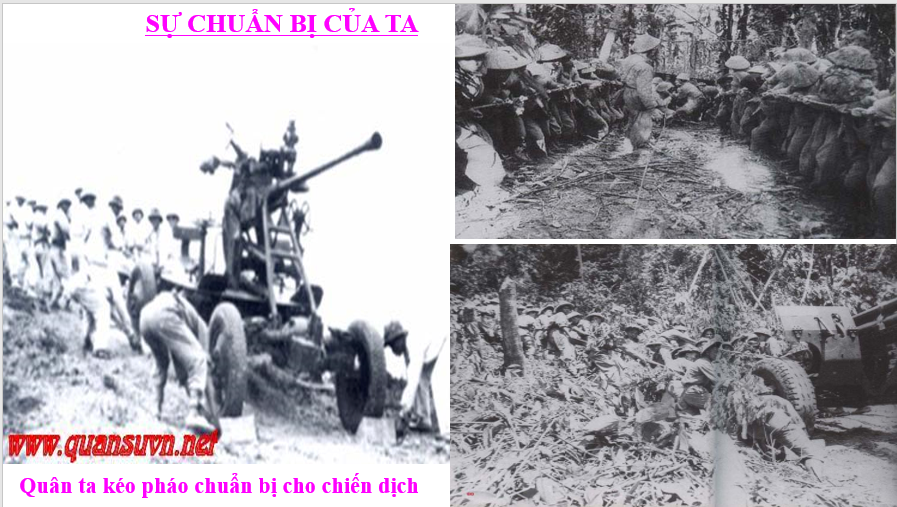 SỰ CHUẨN BỊ CỦA TA
www.quansuvn.net
Quân ta kéo pháo chuẩn bị cho chiến dịch